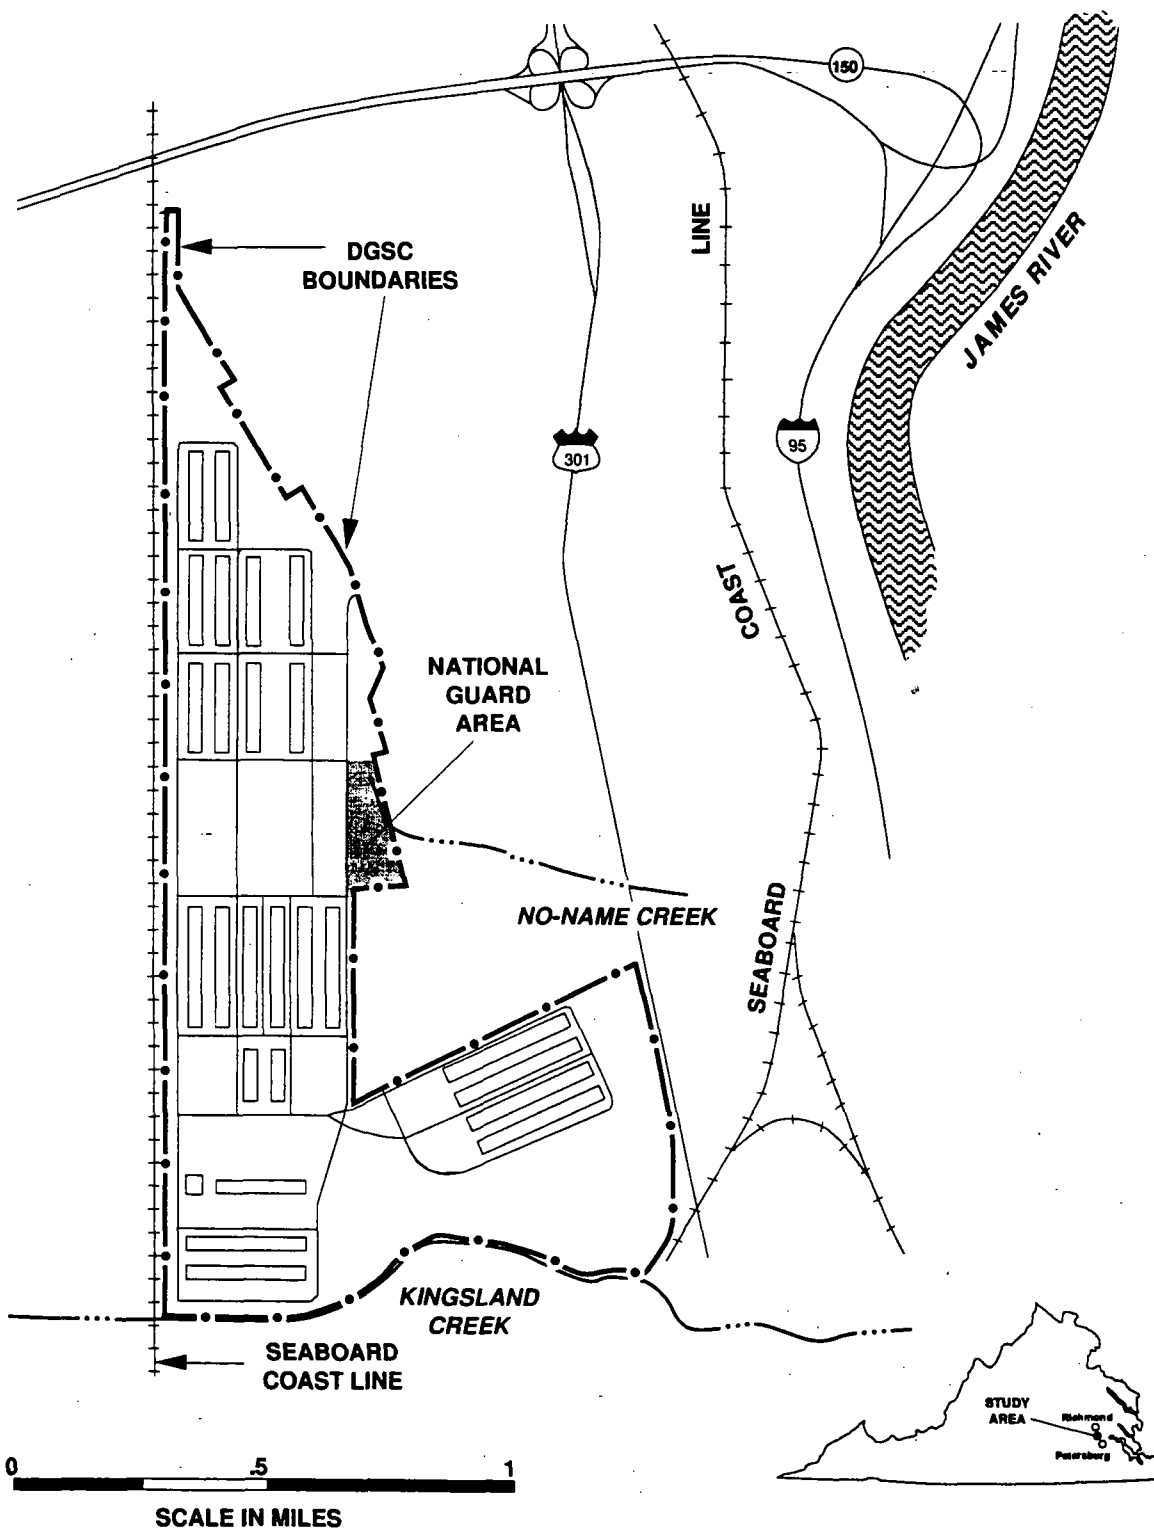 150
LINE
DGSC
BOUNDARIES
JAMES RIVER
301
95
COAST
NATIONAL
GUARD
AREA
SEABOARD
NO-NAME CREEK
KINGSLAND
CREEK
SEABOARD
COAST LINE
STUDY
AREA
Richmond
Petersburg
0 .5 1
SCALE IN MILES